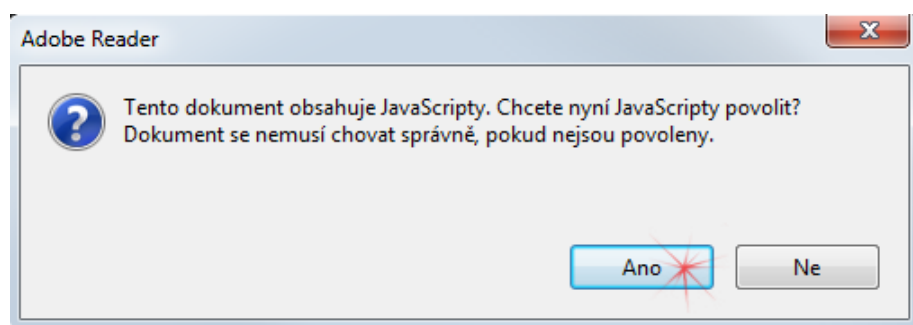 Adobe Reader
Tento dokument obsahuje JavaScripty. Chcete nyní JavaScripty povolit?
Dokument se nemusí chovat správně, pokud nejsou povoleny.
Ano
Ne